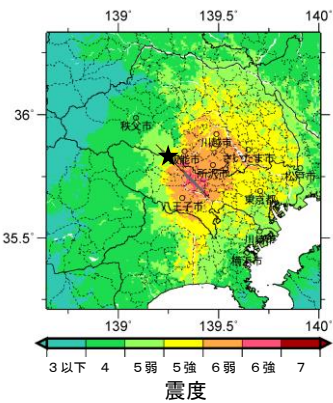 139˚ 139.5˚ 140˚
36˚
秩父市
川越市
飯能市 さいたま市
所沢市 松戸市
八王子市 東京都
35.5˚
川崎市
横浜市
139˚ 139.5˚ 140˚
3以下 4 5弱 5強 6弱 6強 7
震度